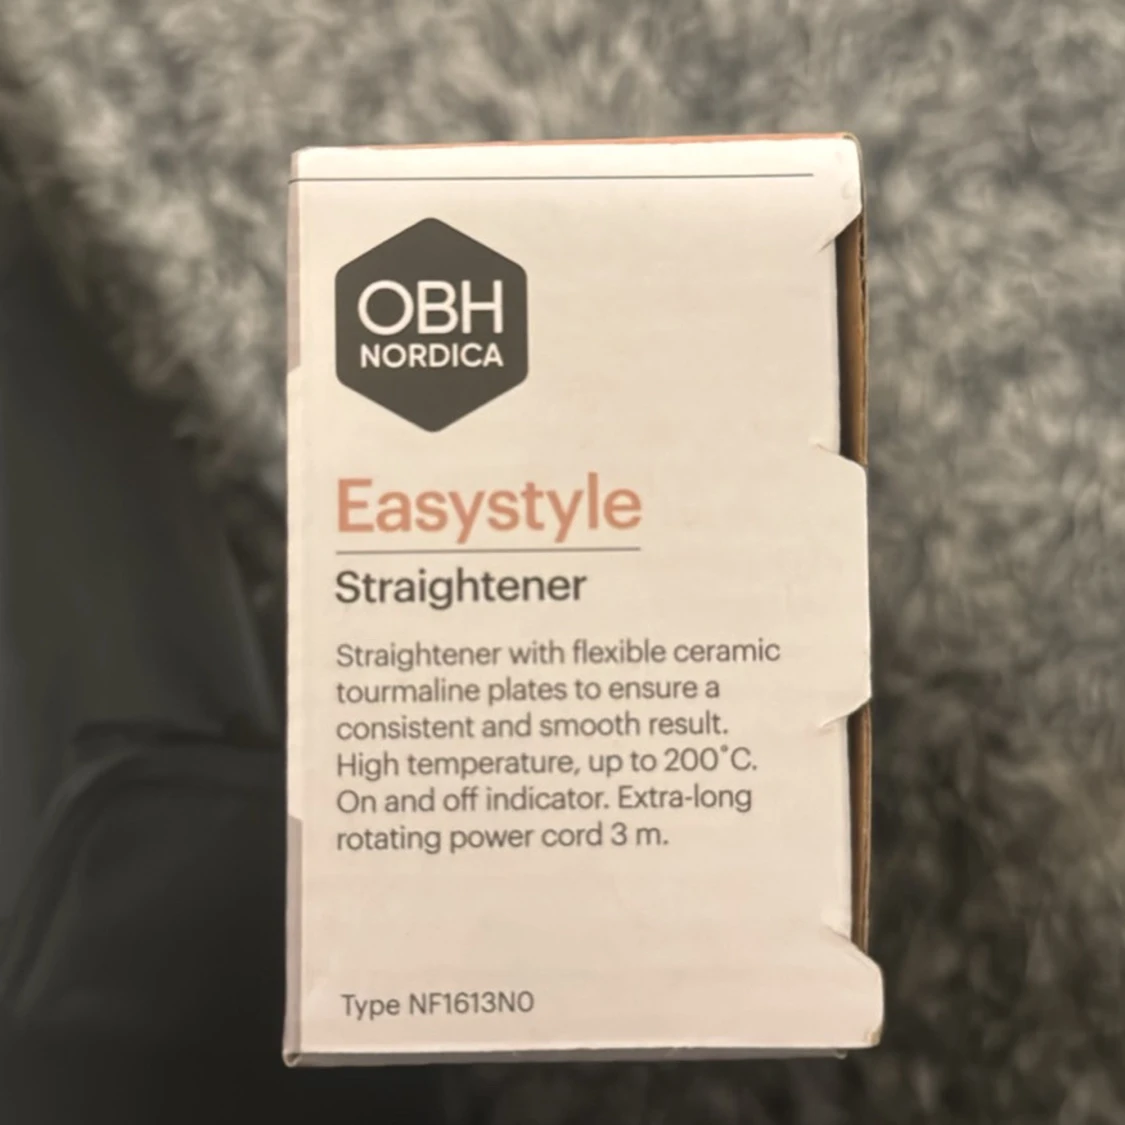 OBH
NORDICA
Easystyle
Straightener
Straightener with flexible ceramic
tourmaline plates to ensure a
consistent and smooth result.
High temperature, up to 200˚C.
On and off indicator. Extra-long
rotating power cord 3 m.
Type NF1613N0